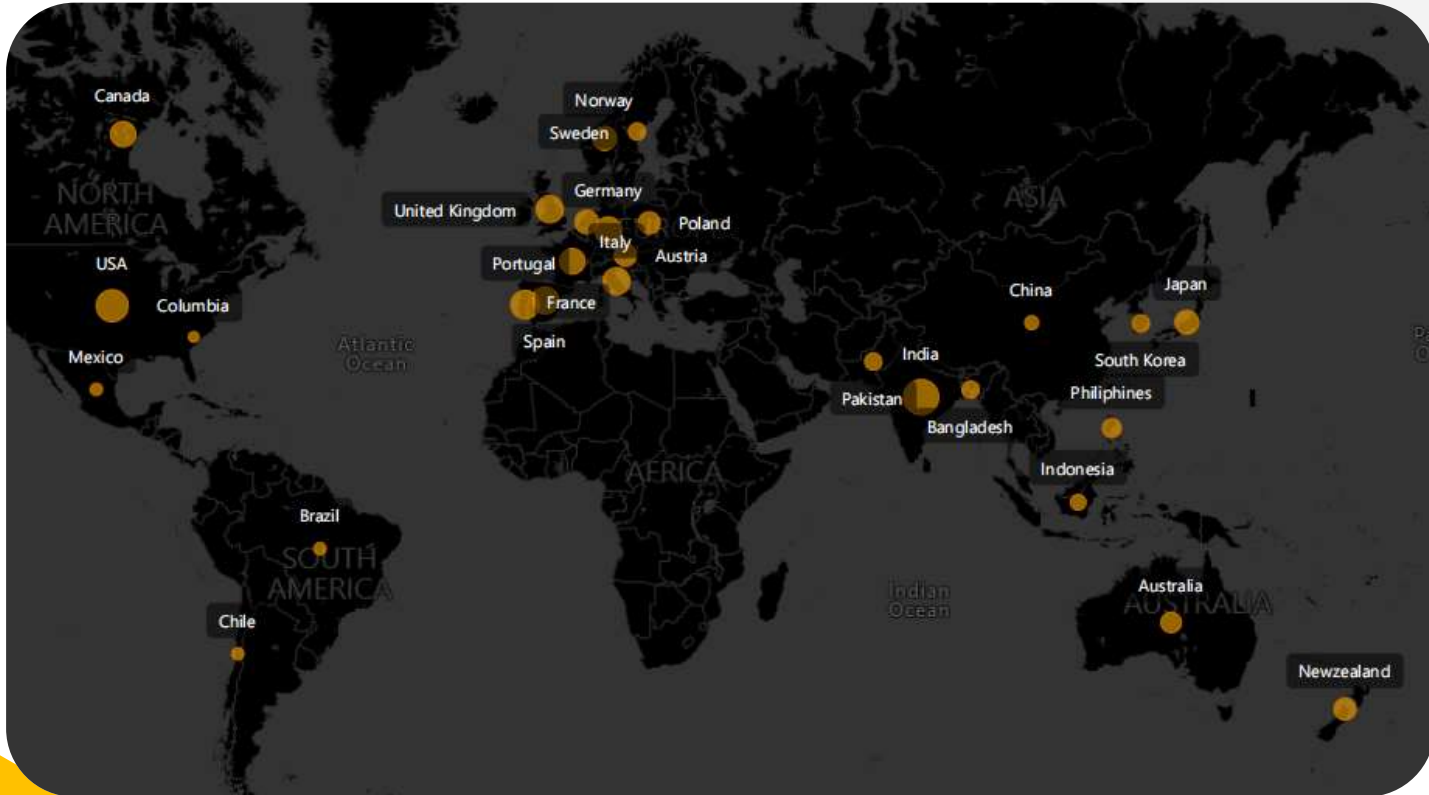 Canada
Norway
Sweden
NORTH
AMERICA
ASIA
Germany
United Kingdom
Poland
Italy
Austria
USA
Portugal
Columbia
France
China
Japan
Spain
Atlantic
Ocean
Mexico
India
South Korea
Pakistan
Philiphines
Bangladesh
AFRICA
Indonesia
Brazil
SOUTH
AMERICA
Indian
Ocean
Australia
AUSTRALIA
Chile
Newzealand